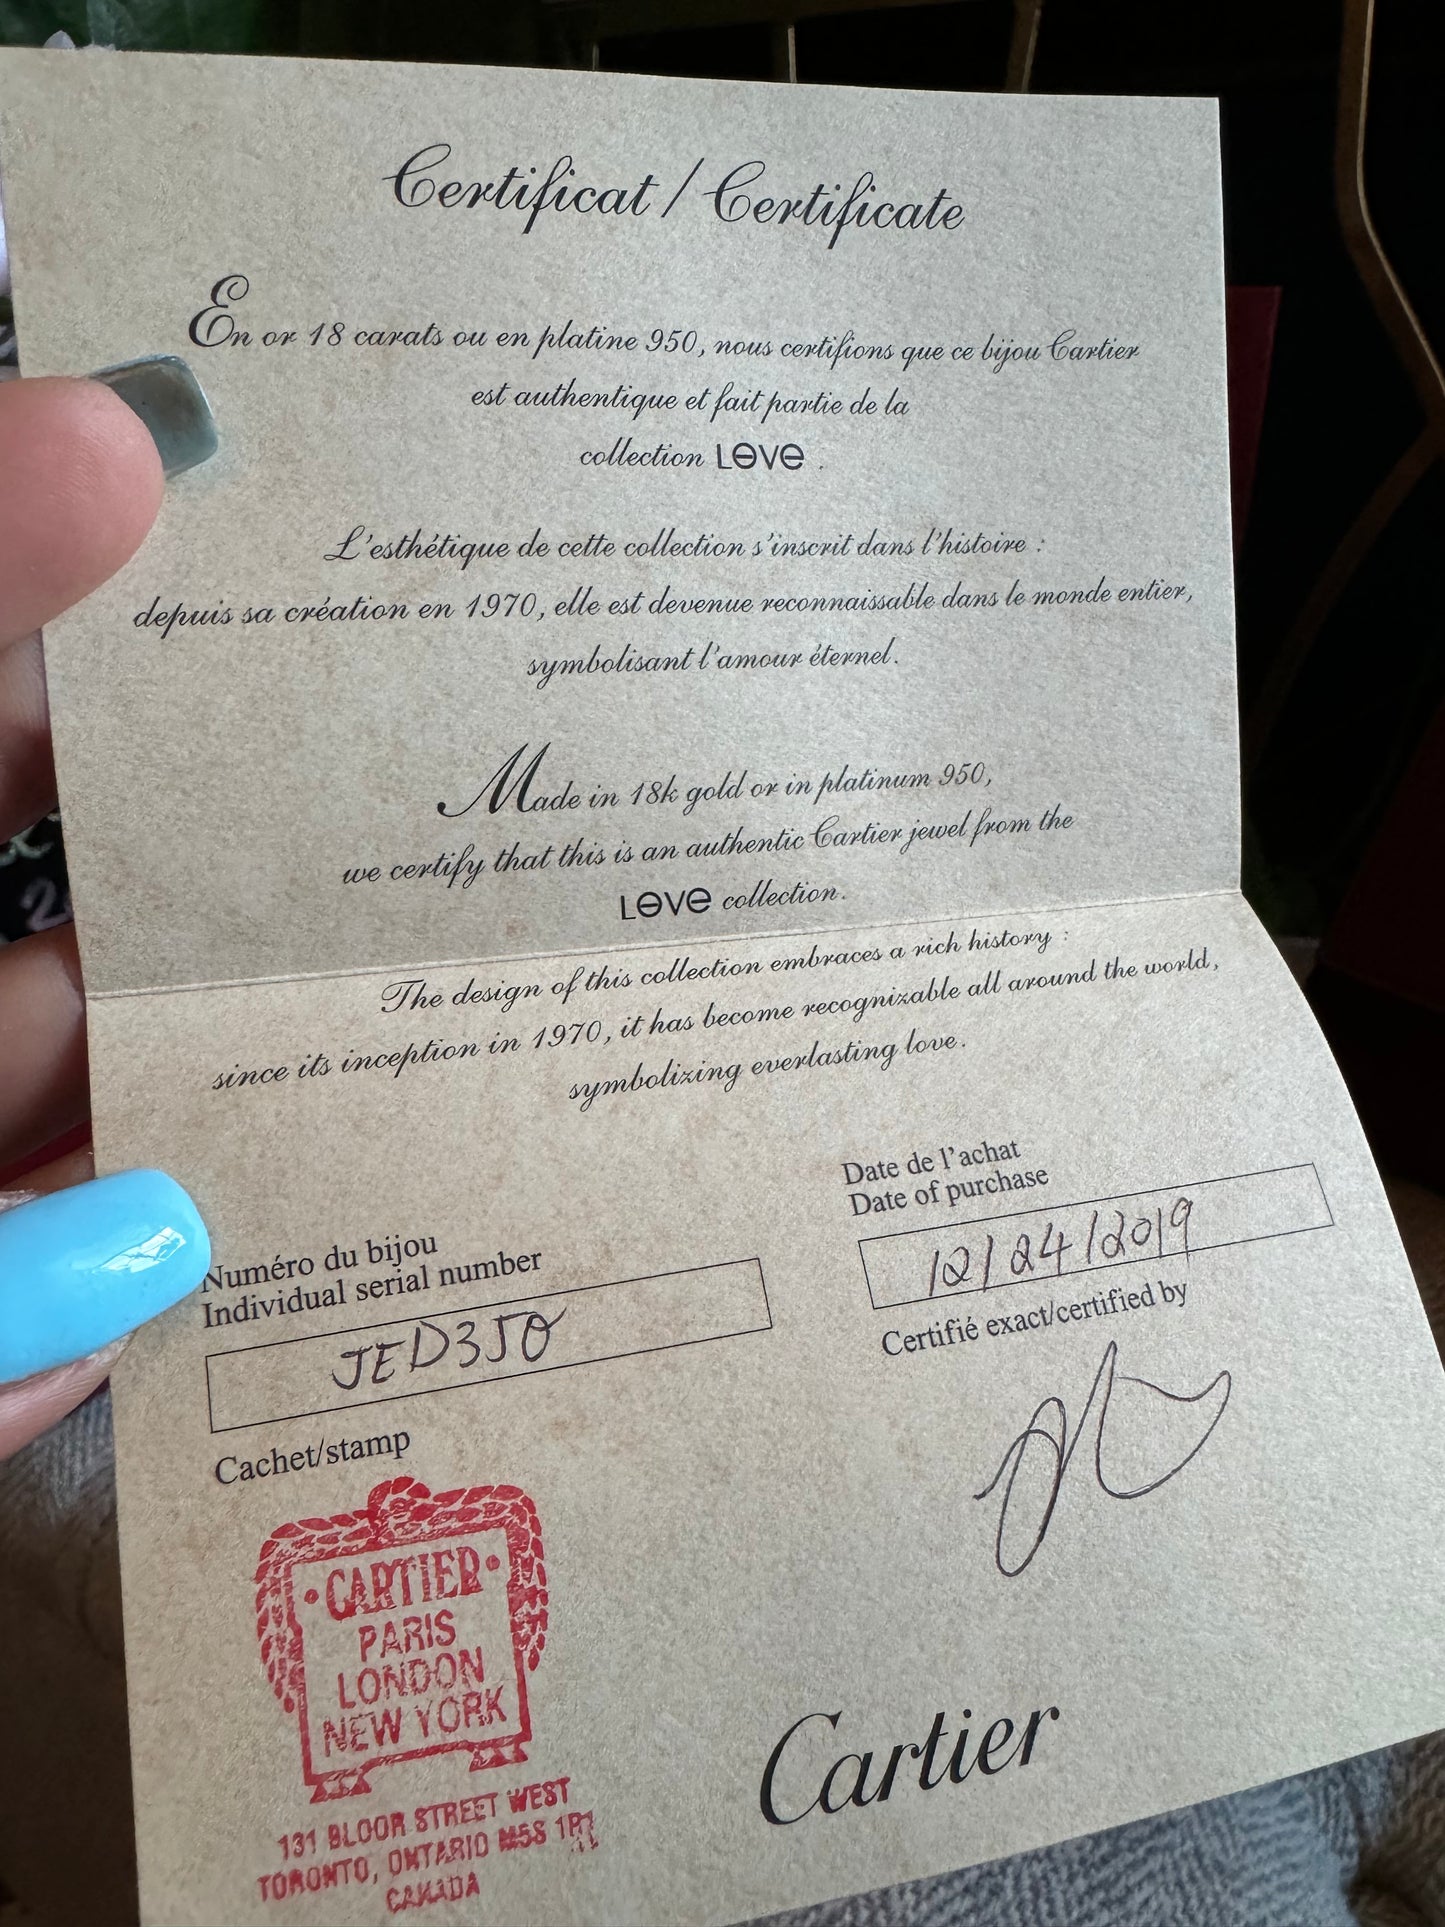 Certificat / Certificate
En or 18 carats ou en platine 950, nous certifions que ce bijou Cartier
est authentique et fait partie de la
collection LOVE .
L'esthétique de cette collection s'inscrit dans l'histoire :
depuis sa création en 1970, elle est devenue reconnaissable dans le monde entier,
symbolisant l'amour éternel.
Made in 18k gold or in platinum 950,
we certify that this is an authentic Cartier jewel from the
LOVE collection.
The design of this collection embraces a rich history :
since its inception in 1970, it has become recognizable all around the world,
symbolizing everlasting love.
Date de l'achat
Date of purchase
12/24/2019
Numéro du bijou
Individual serial number
JED350
Certifié exact/certified by
Cachet/stamp
·CARTIER·
PARIS
LONDON
NEW YORK
131 BLOOR STREET WEST
TORONTO, ONTARIO M5S
CANADA
Cartier